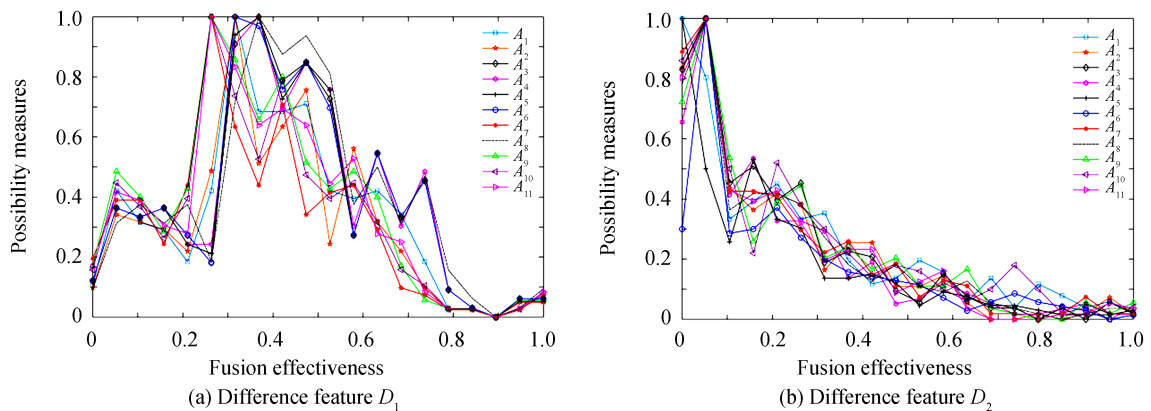 1.0
0.8
0.6
0.4
0.2
0
Possibility measures
0 0.2 0.4 0.6 0.8 1.0
Fusion effectiveness
A1
A2
A3
A4
A5
A6
A7
A8
A9
A10
A11
(a) Difference feature D1
1.0
0.8
0.6
0.4
0.2
0
Possibility measures
0 0.2 0.4 0.6 0.8 1.0
Fusion effectiveness
A1
A2
A3
A4
A5
A6
A7
A8
A9
A10
A11
(b) Difference feature D2